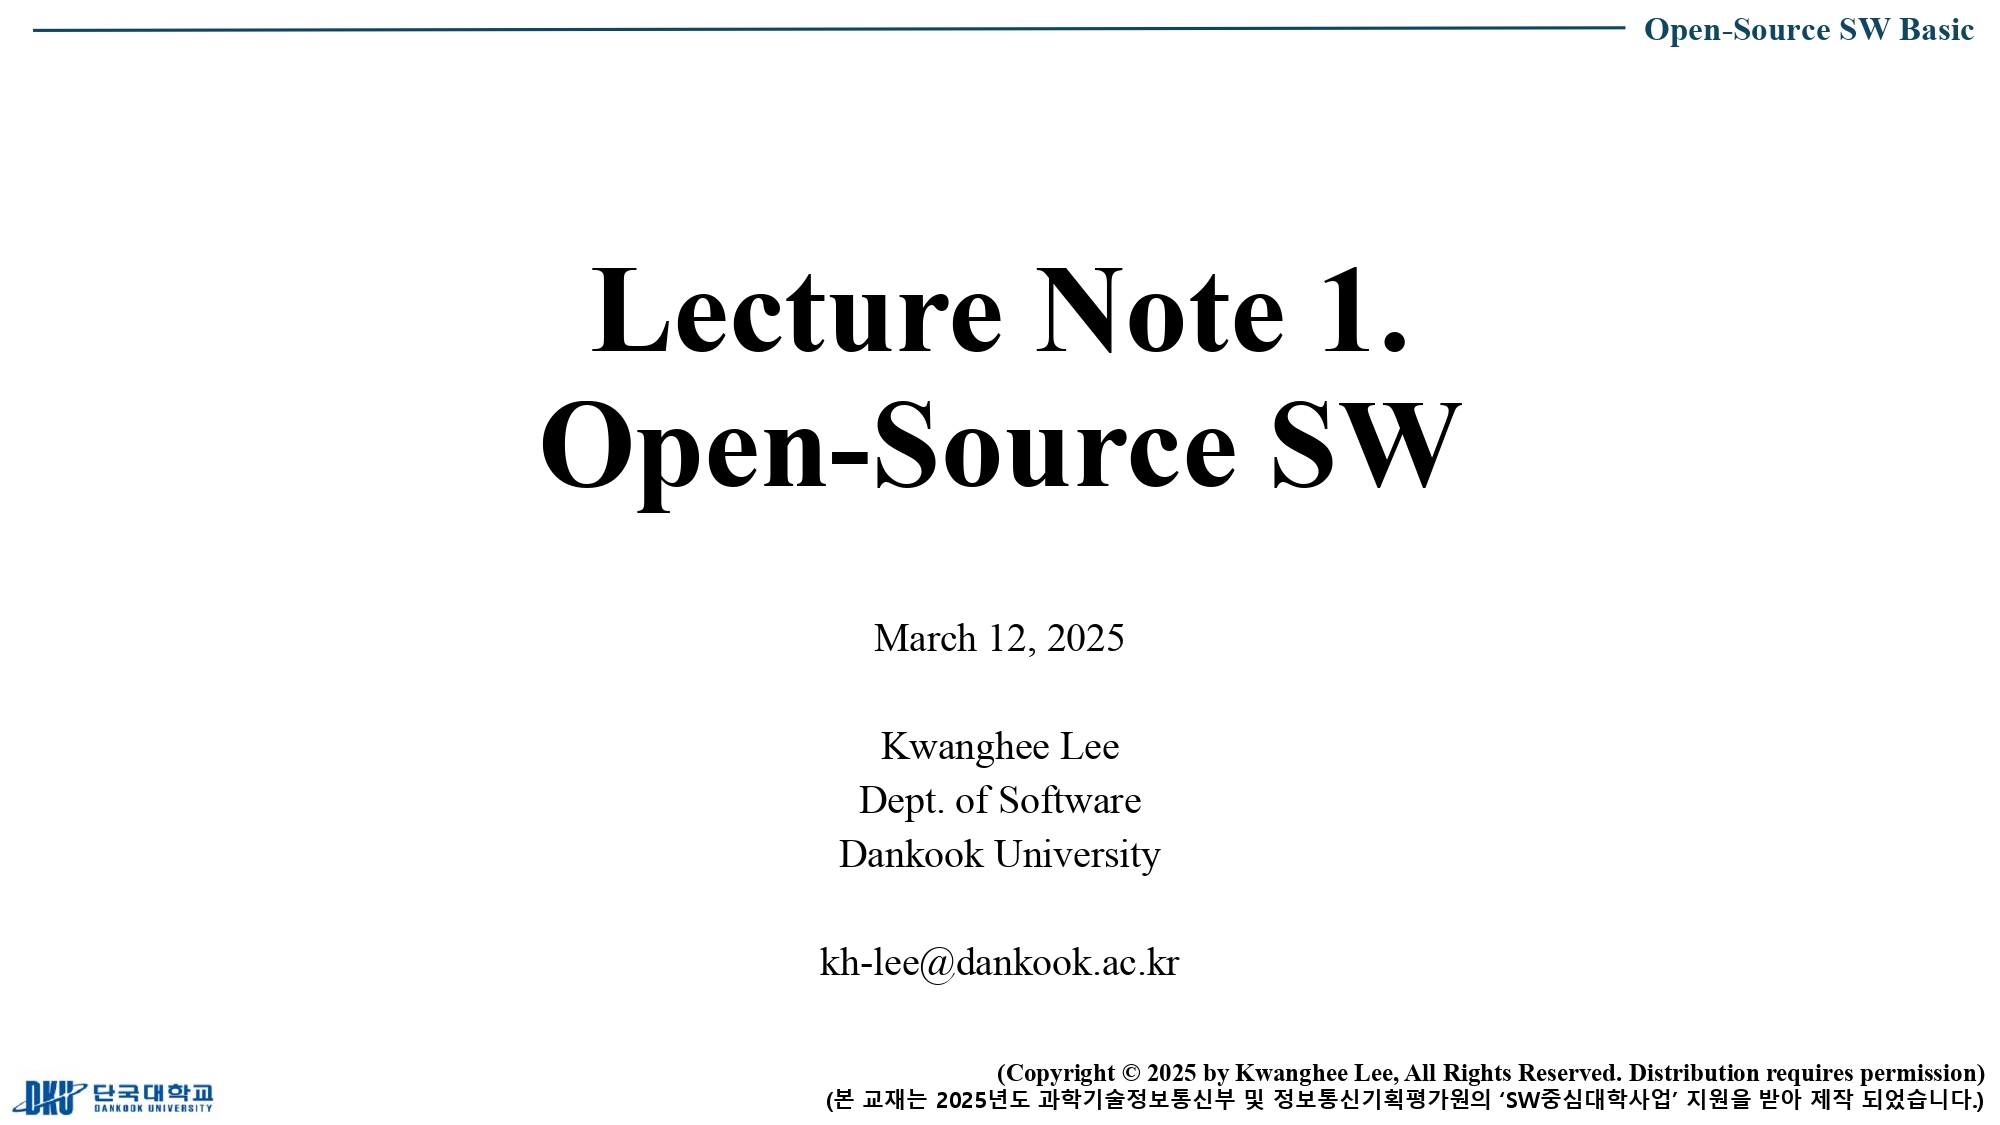 Open-Source SW Basic
Lecture Note 1.
Open-Source SW
March 12, 2025
Kwanghee Lee
Dept. of Software
Dankook University
kh-lee@dankook.ac.kr
(Copyright © 2025 by Kwanghee Lee, All Rights Reserved. Distribution requires permission)
(본 교재는 2025년도 과학기술정보통신부 및 정보통신기획평가원의 ‘SW중심대학사업’ 지원을 받아 제작 되었습니다.)
DKU 단국대학교
DANKOOK UNIVERSITY